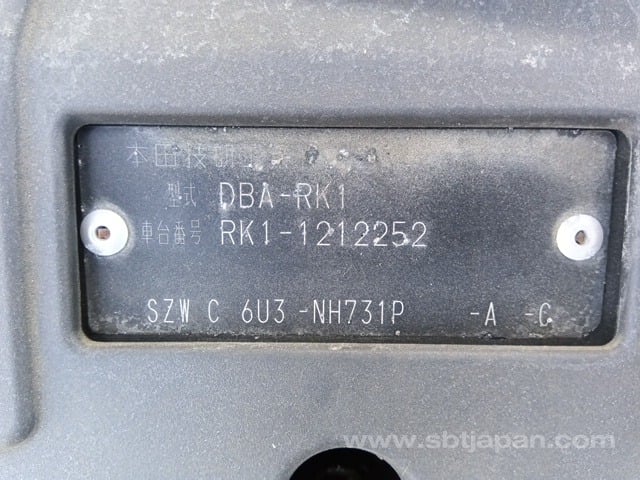 本田技研工業
型式 DBA-RK1
車台番号 RK1-1212252
SZW C 6U3 -NH731P -A -C
www.sbtjapan.com